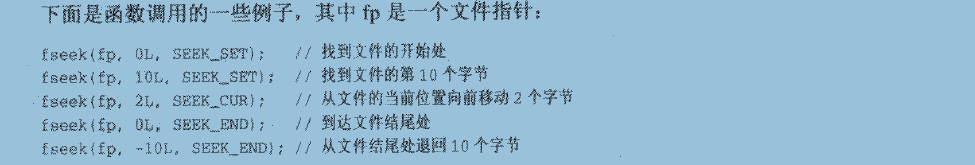 下面是函数调用的一些例子，其中 fp 是一个文件指针：
fseek(fp, 0L, SEEK_SET); // 找到文件的开始处
fseek(fp, 10L, SEEK_SET); // 找到文件的第 10 个字节
fseek(fp, 2L, SEEK_CUR); // 从文件的当前位置向前移动 2 个字节
fseek(fp, 0L, SEEK_END); // 到达文件结尾处
fseek(fp, -10L, SEEK_END); // 从文件结尾处退回 10 个字节